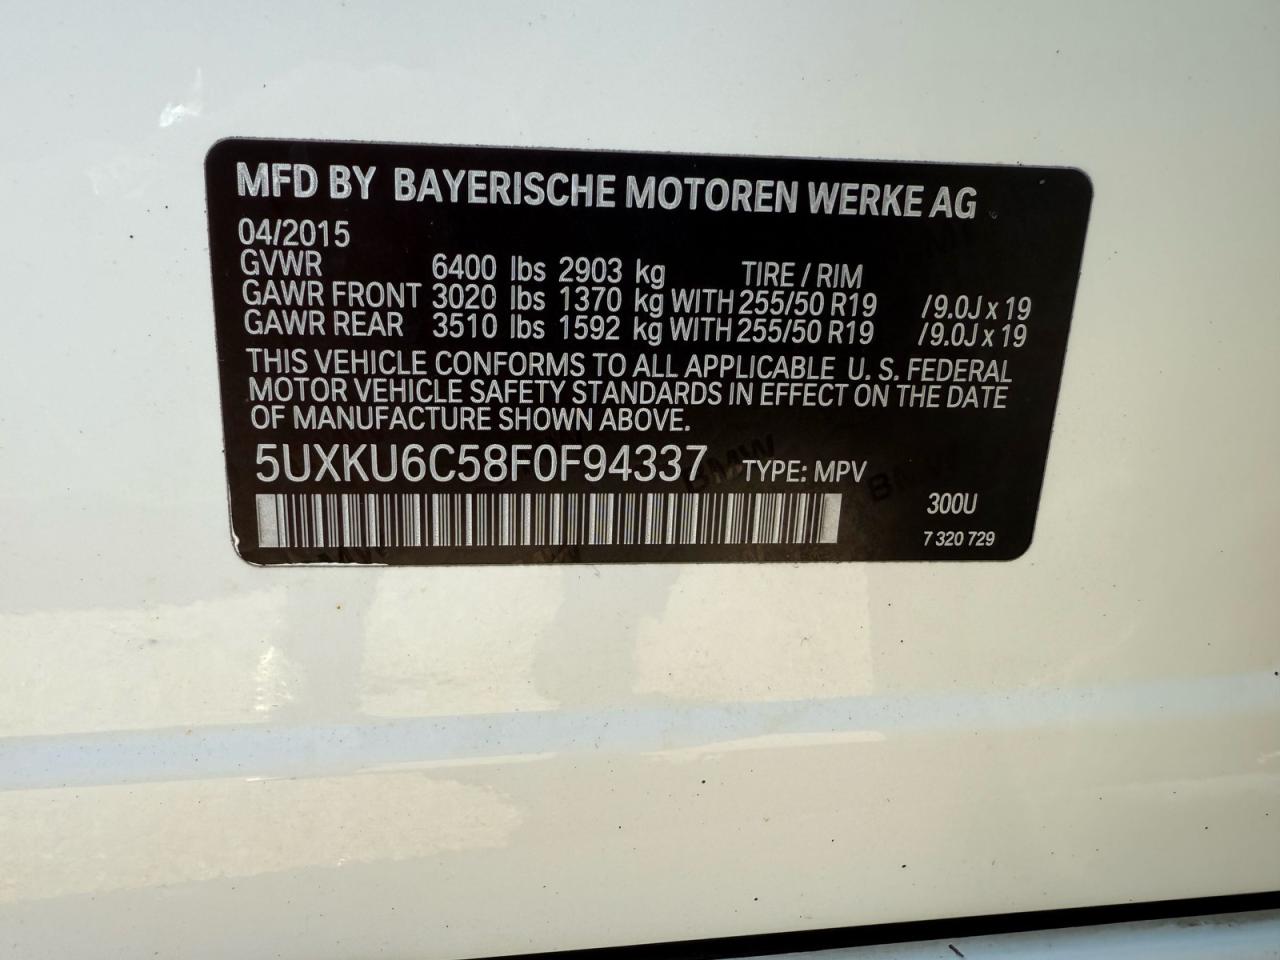 MFD BY BAYERISCHE MOTOREN WERKE AG
04/2015
GVWR 6400 lbs 2903 kg TIRE / RIM
GAWR FRONT 3020 lbs 1370 kg WITH 255/50 R19 /9.0J x 19
GAWR REAR 3510 lbs 1592 kg WITH 255/50 R19 /9.0J x 19
THIS VEHICLE CONFORMS TO ALL APPLICABLE U. S. FEDERAL
MOTOR VEHICLE SAFETY STANDARDS IN EFFECT ON THE DATE
OF MANUFACTURE SHOWN ABOVE.
5UXKU6C58F0F94337 TYPE: MPV
300U
7 320 729